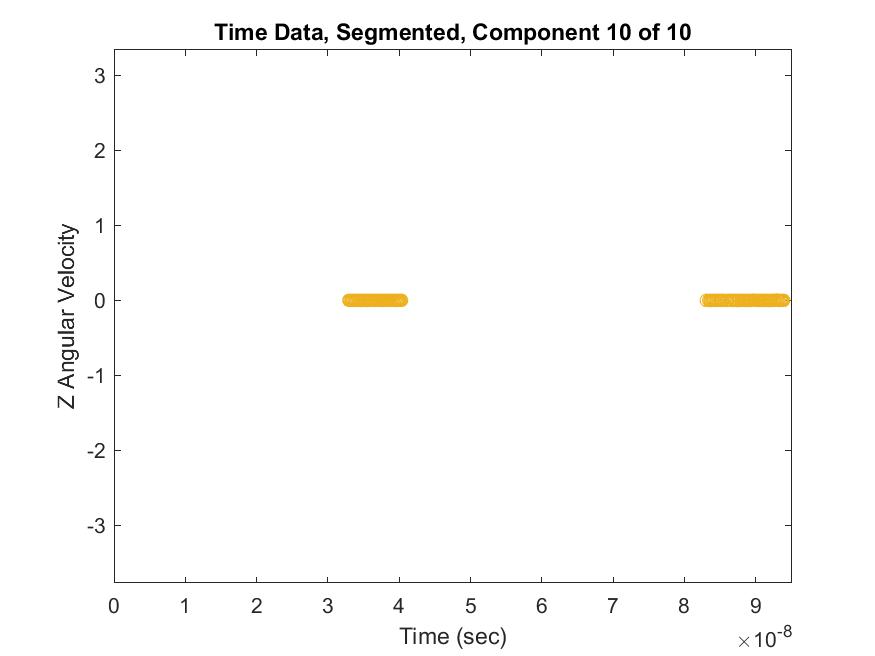 Time Data, Segmented, Component 10 of 10
3
2
1
0
-1
-2
-3
Z Angular Velocity
0 1 2 3 4 5 6 7 8 9
Time (sec)
×10⁻⁸